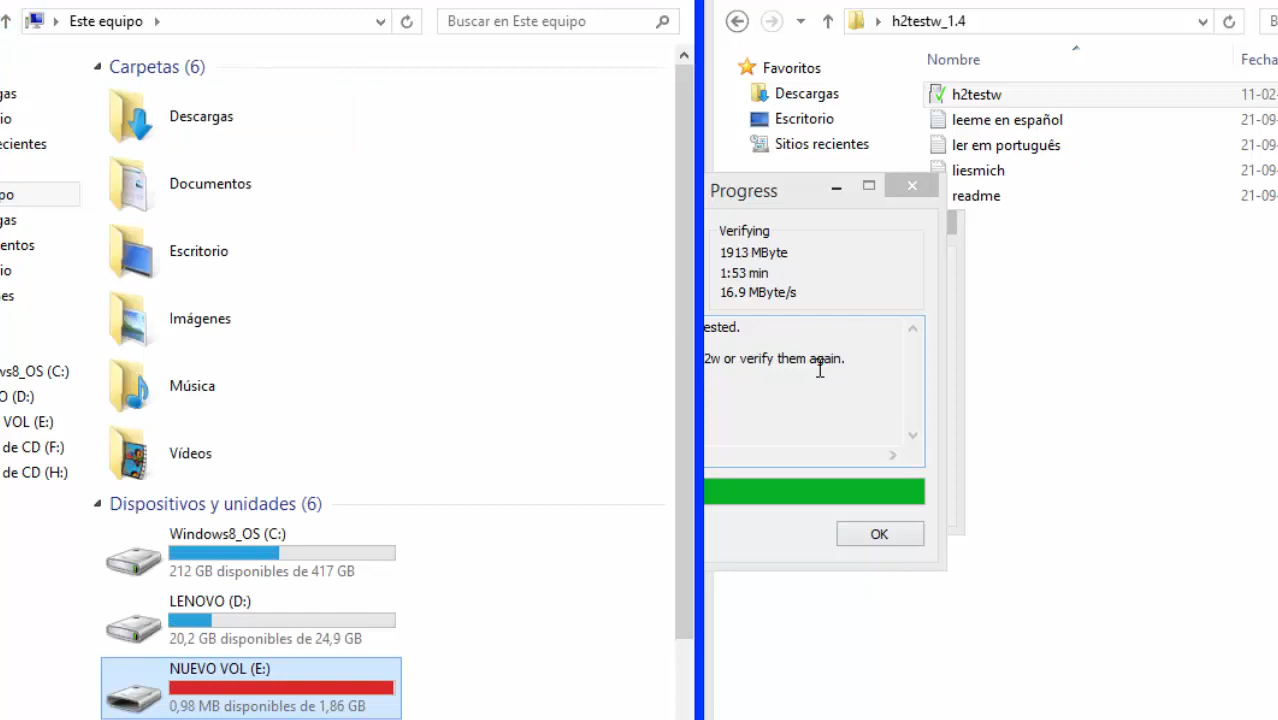 Este equipo
Buscar en Este equipo
gas
io
ecientes
po
gas
entos
io
es
ws8_OS (C:)
O (D:)
VOL (E:)
de CD (F:)
de CD (H:)
Carpetas (6)
Descargas
Documentos
Escritorio
Imágenes
Música
Vídeos
Dispositivos y unidades (6)
Windows8_OS (C:)
212 GB disponibles de 417 GB
LENOVO (D:)
20,2 GB disponibles de 24,9 GB
NUEVO VOL (E:)
0,98 MB disponibles de 1,86 GB
h2testw_1.4
B
Favoritos
Descargas
Escritorio
Sitios recientes
Nombre
Fecha
h2testw
11-02-
leeme en español
21-09-
ler em português
21-09-
liesmich
21-09-
readme
21-09-
Progress
Verifying
1913 MByte
1:53 min
16.9 MByte/s
ested.
2w or verify them again.
OK